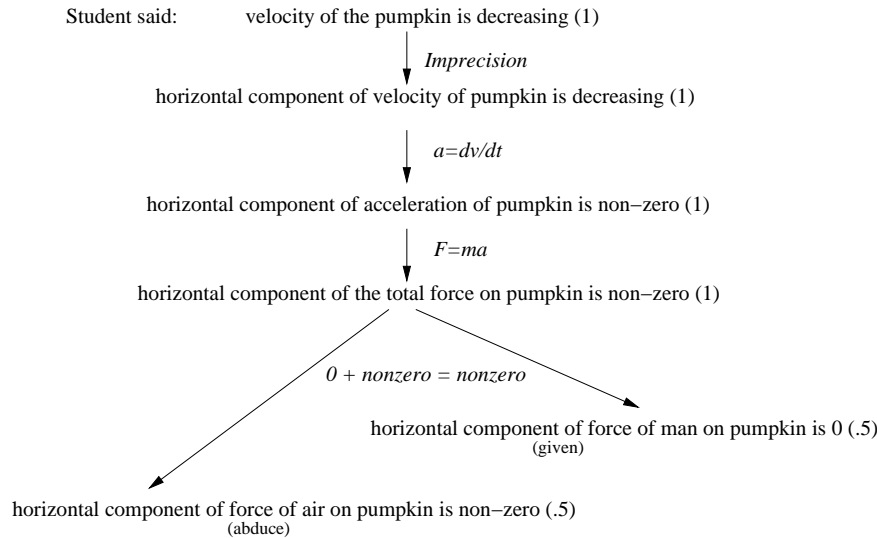 Student said: velocity of the pumpkin is decreasing (1)
Imprecision
horizontal component of velocity of pumpkin is decreasing (1)
a=dv/dt
horizontal component of acceleration of pumpkin is non−zero (1)
F=ma
horizontal component of the total force on pumpkin is non−zero (1)
0 + nonzero = nonzero
horizontal component of force of man on pumpkin is 0 (.5)
(given)
horizontal component of force of air on pumpkin is non−zero (.5)
(abduce)